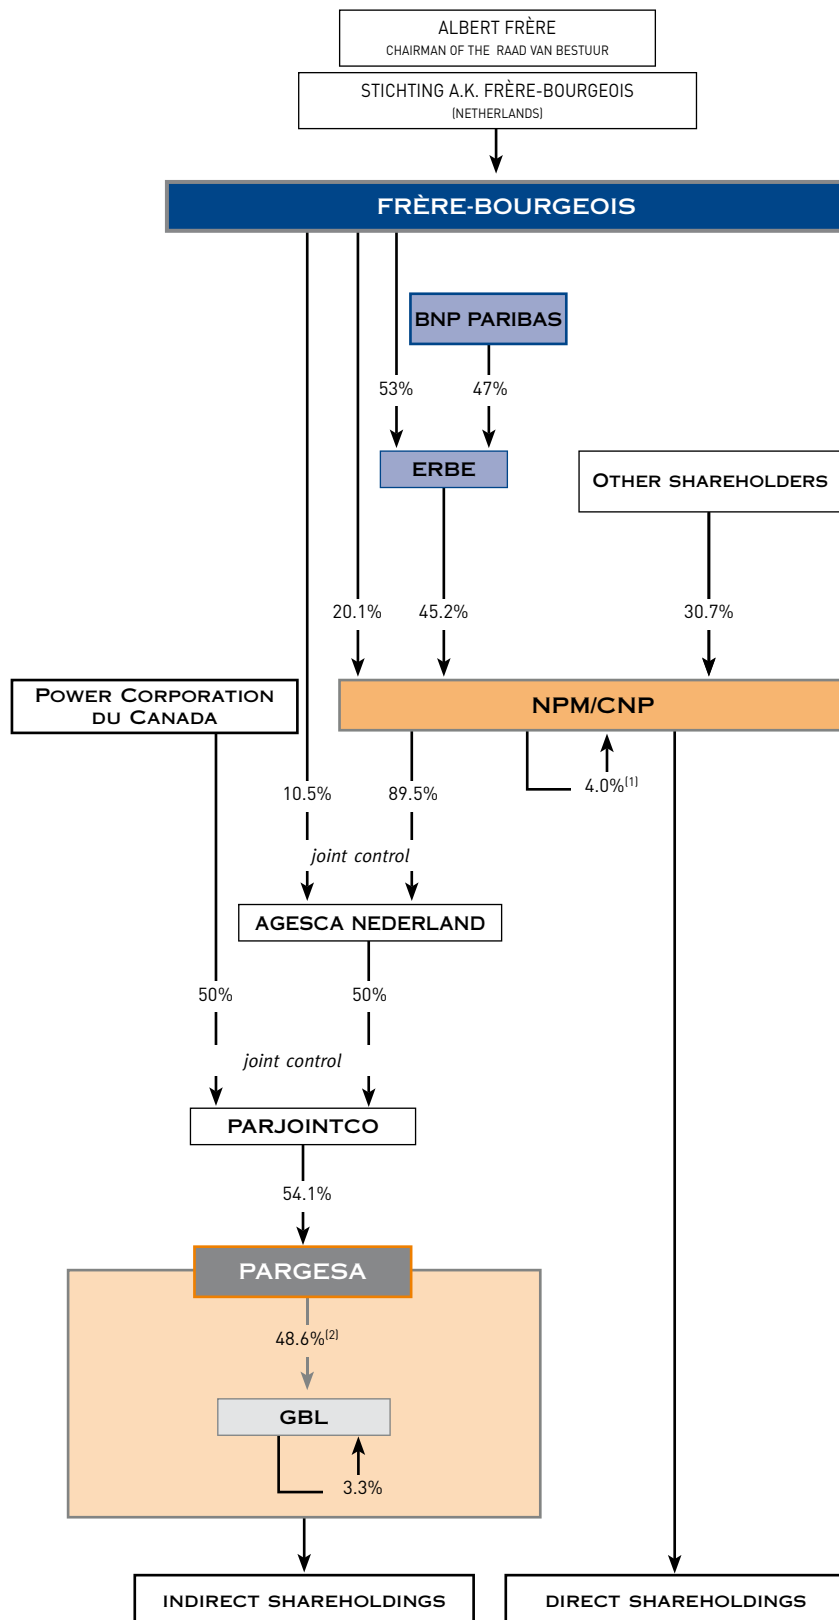 ALBERT FRÈRE
CHAIRMAN OF THE RAAD VAN BESTUUR
STICHTING A.K. FRÈRE-BOURGEOIS
(NETHERLANDS)
FRÈRE-BOURGEOIS
BNP PARIBAS
53%
47%
ERBE
OTHER SHAREHOLDERS
20.1%
45.2%
30.7%
POWER CORPORATION
DU CANADA
NPM/CNP
10.5%
89.5%
4.0%(1)
joint control
AGESCA NEDERLAND
50%
50%
joint control
PARJOINTCO
54.1%
PARGESA
48.6%(2)
GBL
3.3%
INDIRECT SHAREHOLDINGS
DIRECT SHAREHOLDINGS